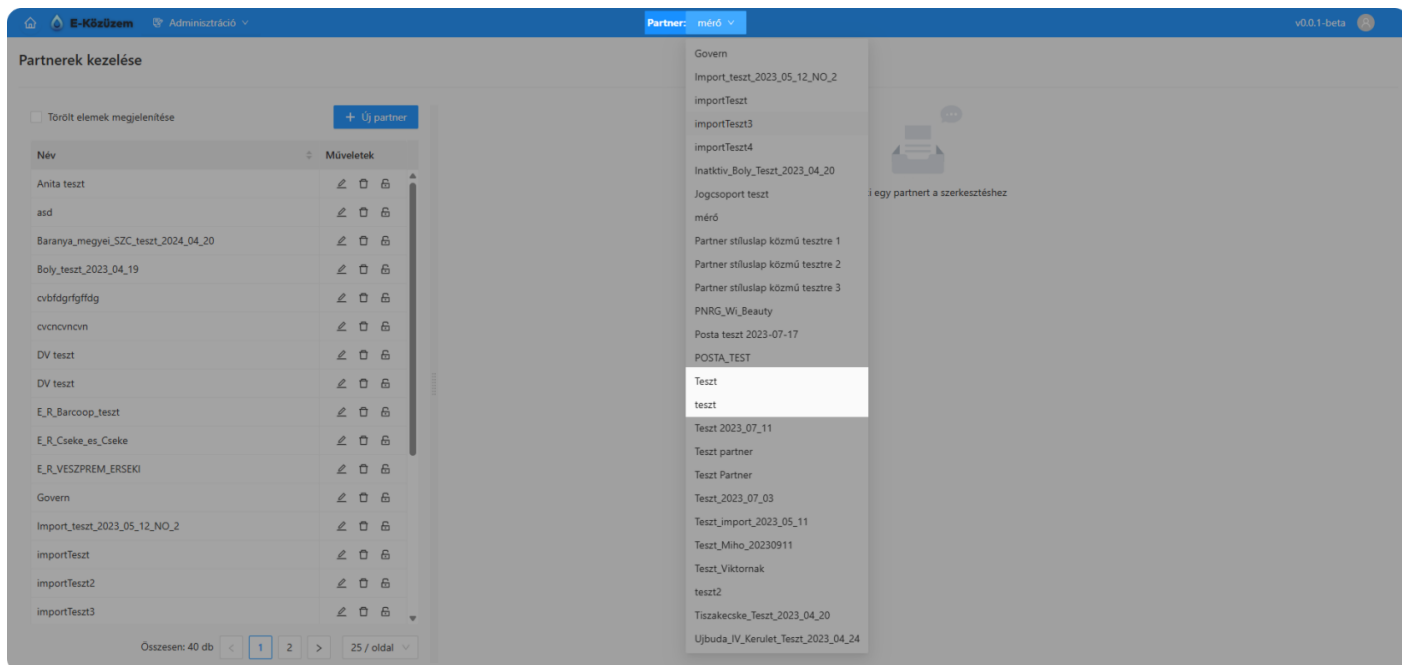 E-Közüzem Adminisztráció Partner: mérő v0.0.1-beta
Partnerek kezelése
Törölt elemek megjelenítése + Új partner
Név Műveletek
Anita teszt
asd
Baranya_megyei_SZC_teszt_2024_04_20
Boly_teszt_2023_04_19
cvbfdgrfgffdg
cvcncvncvn
DV teszt
DV teszt
E_R_Barcoop_teszt
E_R_Cseke_es_Cseke
E_R_VESZPREM_ERSEKI
Govern
Import_teszt_2023_05_12_NO_2
importTeszt
importTeszt2
importTeszt3
Összesen: 40 db < 1 2 > 25 / oldal
Govern
Import_teszt_2023_05_12_NO_2
importTeszt
importTeszt3
importTeszt4
Inatktiv_Boly_Teszt_2023_04_20
Jogcsoport teszt
mérő
Partner stíluslap közmű tesztre 1
Partner stíluslap közmű tesztre 2
Partner stíluslap közmű tesztre 3
PNRG_Wi_Beauty
Posta teszt 2023-07-17
POSTA_TEST
Teszt
teszt
Teszt 2023_07_11
Teszt partner
Teszt Partner
Teszt_2023_07_03
Teszt_import_2023_05_11
Teszt_Miho_20230911
Teszt_Viktornak
teszt2
Tiszakecske_Teszt_2023_04_20
Ujbuda_IV_Kerulet_Teszt_2023_04_24
egy partnert a szerkesztéshez